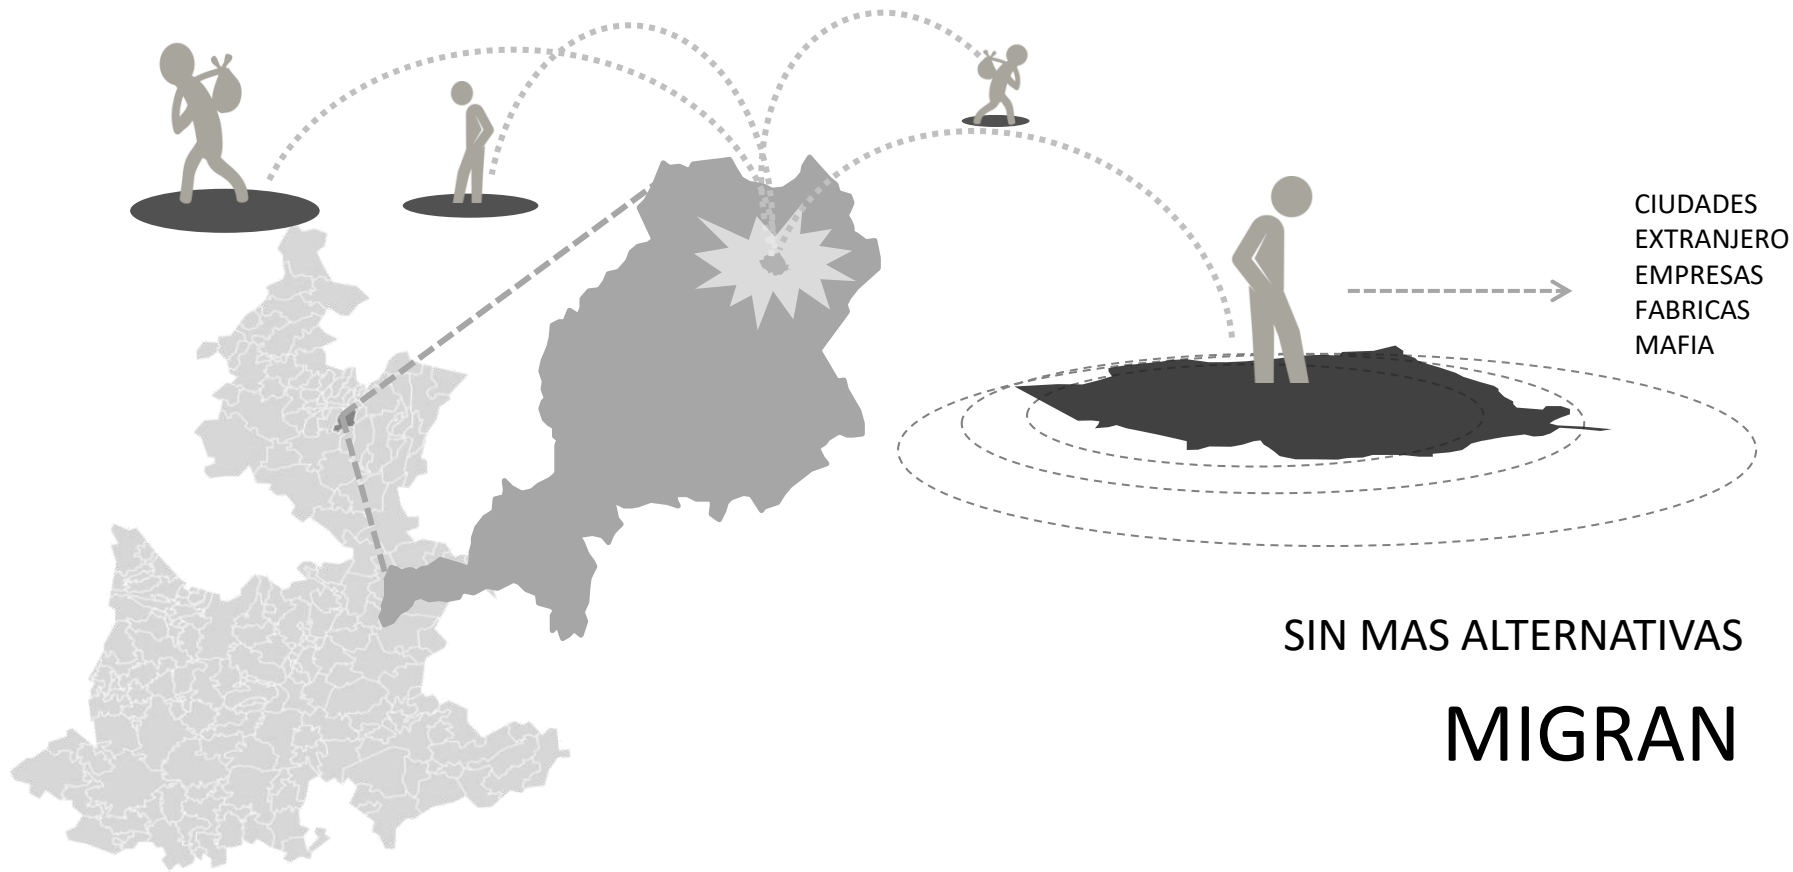 CIUDADES
EXTRANJERO
EMPRESAS
FABRICAS
MAFIA
SIN MAS ALTERNATIVAS
MIGRAN